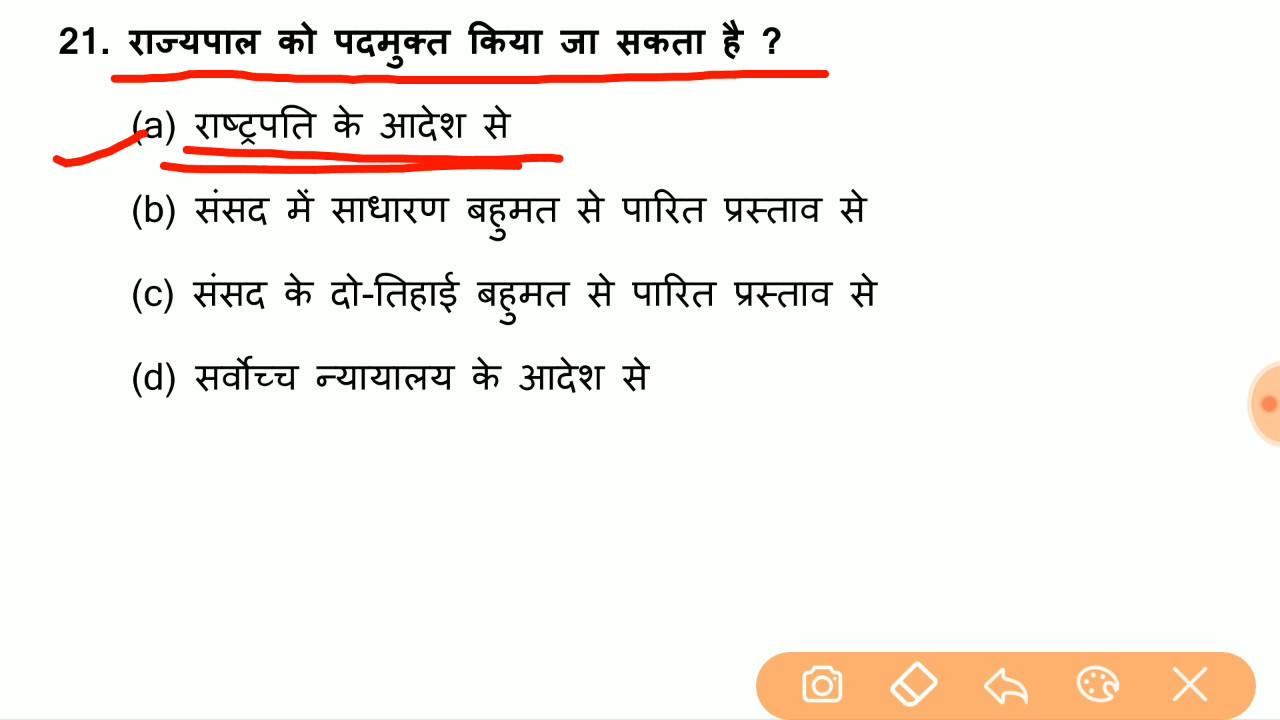 21. राज्यपाल को पदमुक्त किया जा सकता है ?
(a) राष्ट्रपति के आदेश से
(b) संसद में साधारण बहुमत से पारित प्रस्ताव से
(c) संसद के दो-तिहाई बहुमत से पारित प्रस्ताव से
(d) सर्वोच्च न्यायालय के आदेश से